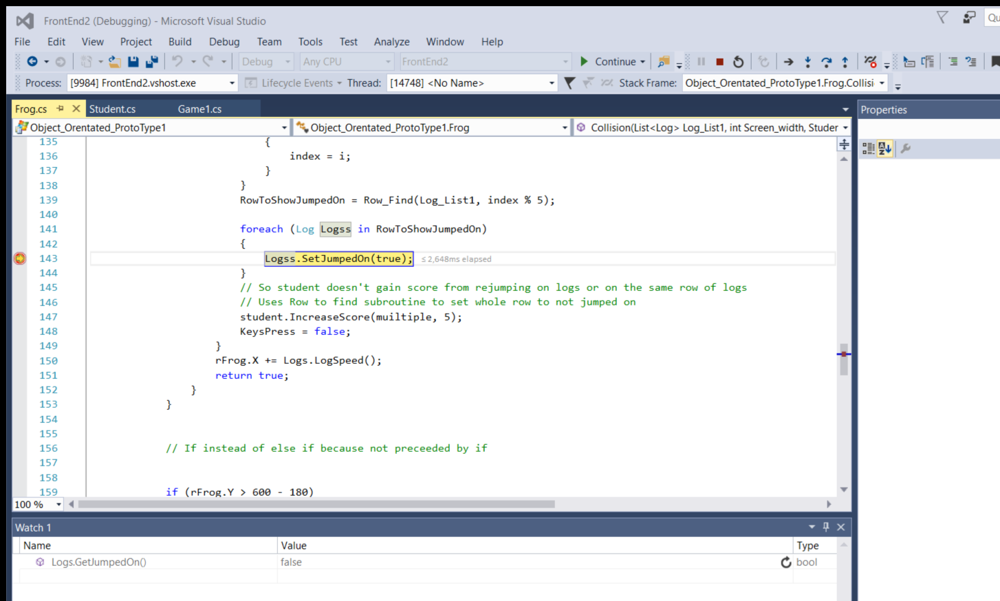 FrontEnd2 (Debugging) - Microsoft Visual Studio
Qu
File Edit View Project Build Debug Team Tools Test Analyze Window Help
Debug Any CPU FrontEnd2 Continue
Process: [9984] FrontEnd2.vshost.exe Lifecycle Events Thread: [14748] <No Name> Stack Frame: Object_Orentated_ProtoType1.Frog.Collisi
Frog.cs Student.cs Game1.cs Properties
Object_Orentated_ProtoType1 Object_Orentated_ProtoType1.Frog Collision(List<Log> Log_List1, int Screen_width, Studer
135 {
136 index = i;
137 }
138 }
139 RowToShowJumpedOn = Row_Find(Log_List1, index % 5);
140
141 foreach (Log Logss in RowToShowJumpedOn)
142 {
143 Logss.SetJumpedOn(true); ≤ 2,648ms elapsed
144 }
145 // So student doesn't gain score from rejumping on logs or on the same row of logs
146 // Uses Row to find subroutine to set whole row to not jumped on
147 student.IncreaseScore(muiltiple, 5);
148 KeysPress = false;
149 }
150 rFrog.X += Logs.LogSpeed();
151 return true;
152 }
153 }
154
155
156 // If instead of else if because not preceeded by if
157
158
159 if (rFrog.Y > 600 - 180)
100 %
Watch 1
Name Value Type
Logs.GetJumpedOn() false bool